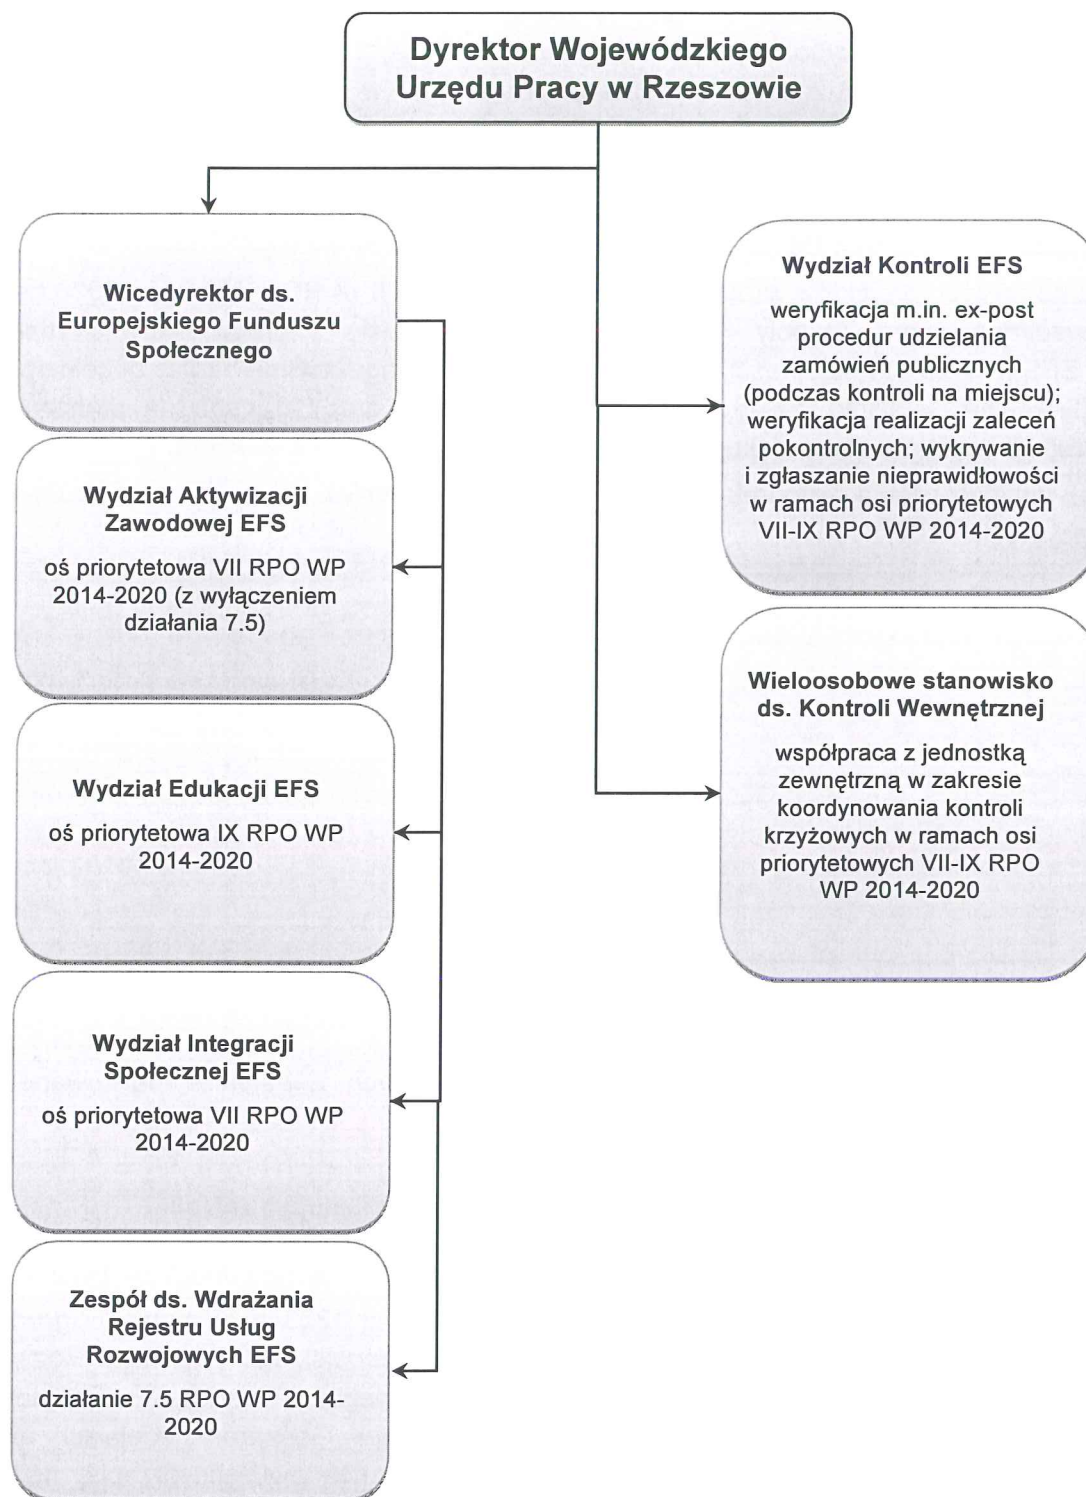 Dyrektor Wojewódzkiego
Urzędu Pracy w Rzeszowie
Wicedyrektor ds.
Europejskiego Funduszu
Społecznego
Wydział Aktywizacji
Zawodowej EFS
oś priorytetowa VII RPO WP
2014-2020 (z wyłączeniem
działania 7.5)
Wydział Edukacji EFS
oś priorytetowa IX RPO WP
2014-2020
Wydział Integracji
Społecznej EFS
oś priorytetowa VII RPO WP
2014-2020
Zespół ds. Wdrażania
Rejestru Usług
Rozwojowych EFS
działanie 7.5 RPO WP 2014-
2020
Wydział Kontroli EFS
weryfikacja m.in. ex-post
procedur udzielania
zamówień publicznych
(podczas kontroli na miejscu);
weryfikacja realizacji zaleceń
pokontrolnych; wykrywanie
i zgłaszanie nieprawidłowości
w ramach osi priorytetowych
VII-IX RPO WP 2014-2020
Wieloosobowe stanowisko
ds. Kontroli Wewnętrznej
współpraca z jednostką
zewnętrzną w zakresie
koordynowania kontroli
krzyżowych w ramach osi
priorytetowych VII-IX RPO
WP 2014-2020